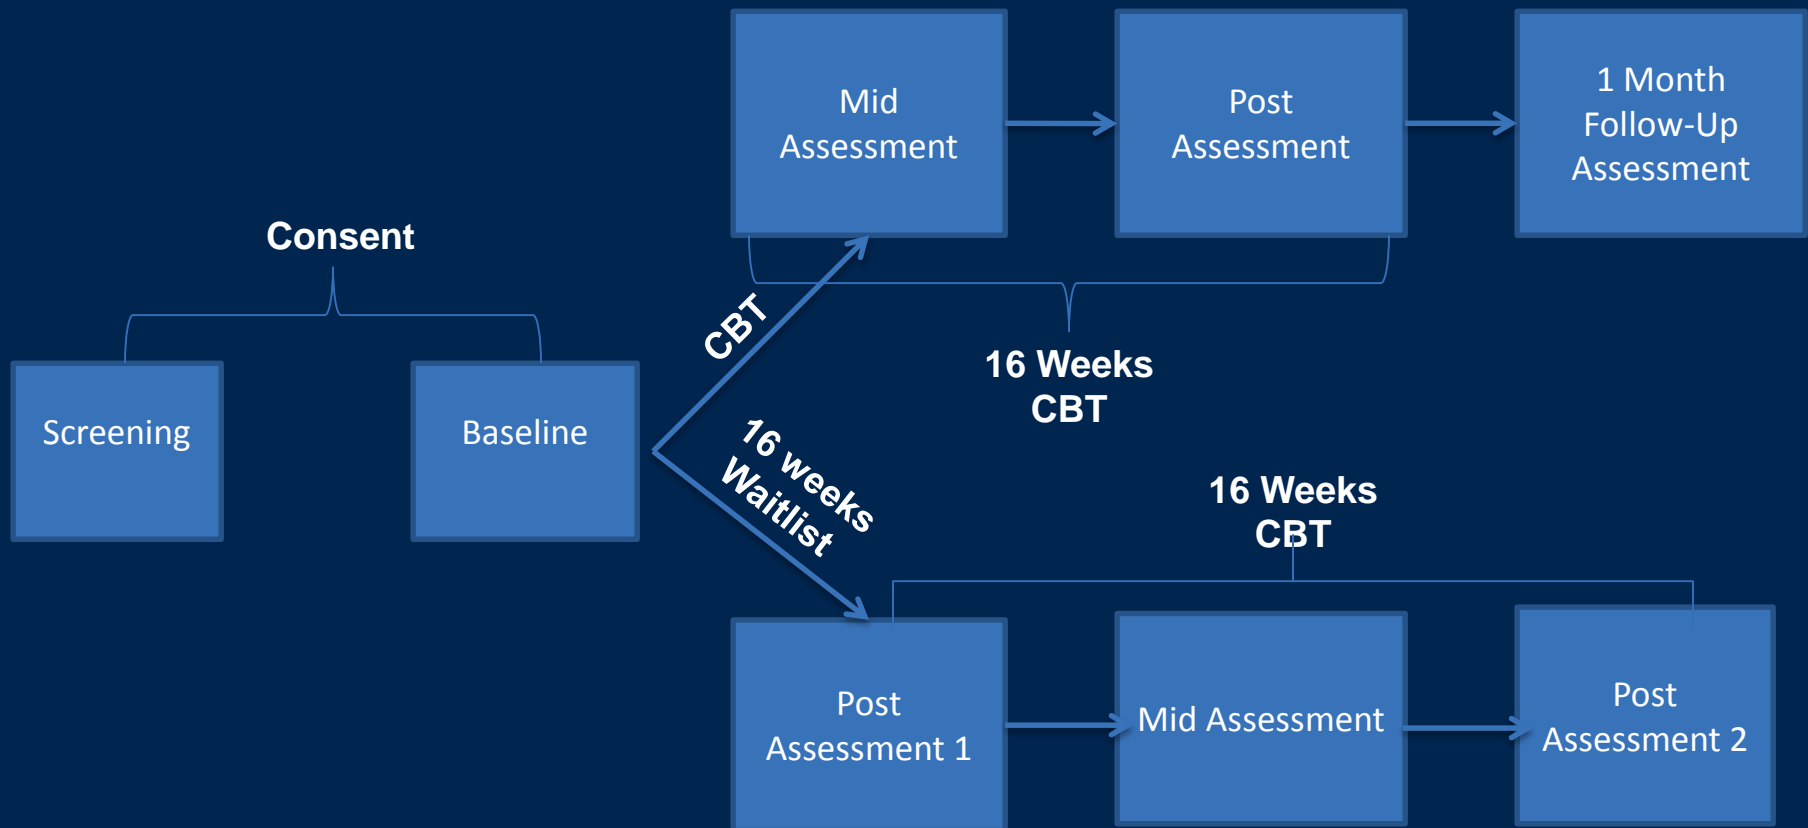 Consent
Screening
Baseline
CBT
16 weeks
Waitlist
Mid
Assessment
Post
Assessment
1 Month
Follow-Up
Assessment
16 Weeks
CBT
16 Weeks
CBT
Post
Assessment 1
Mid Assessment
Post
Assessment 2